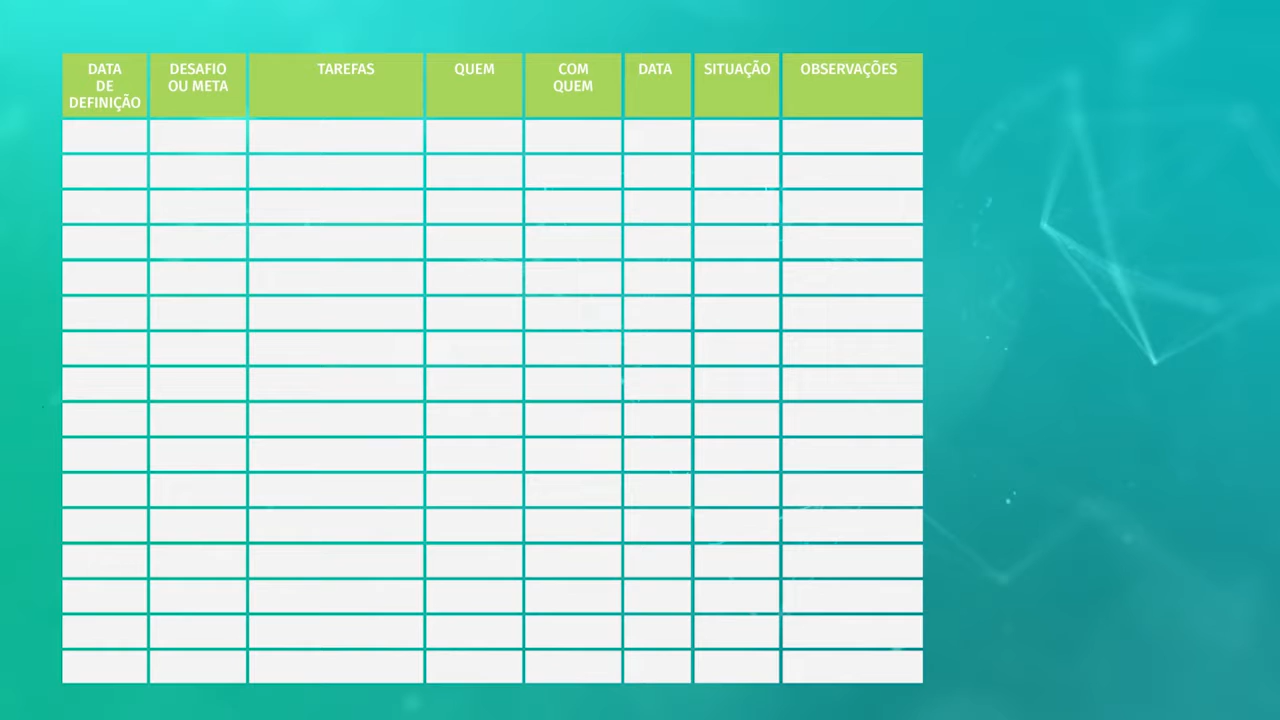 DATA
DE
DEFINIÇÃO
DESAFIO
OU META
TAREFAS
QUEM
COM
QUEM
DATA
SITUAÇÃO
OBSERVAÇÕES